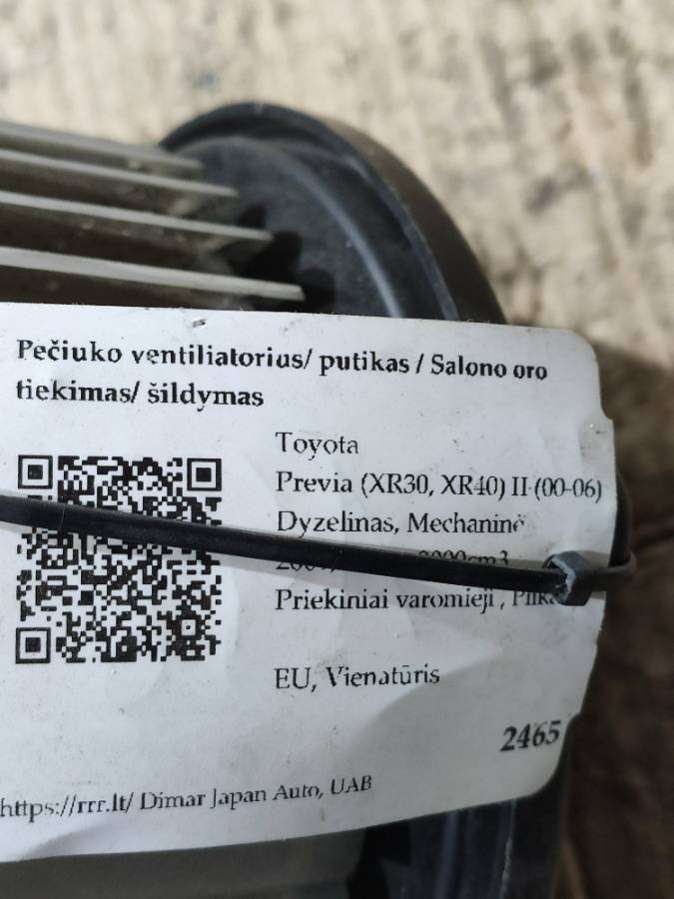 Pečiuko ventiliatorius/ putikas / Salono oro
tiekimas/ šildymas
Toyota
Previa (XR30, XR40) II (00-06)
Dyzelinas, Mechaninė
Priekiniai varomieji ,
EU, Vienatūris
2465
https://rrr.lt/ Dimar Japan Auto, UAB